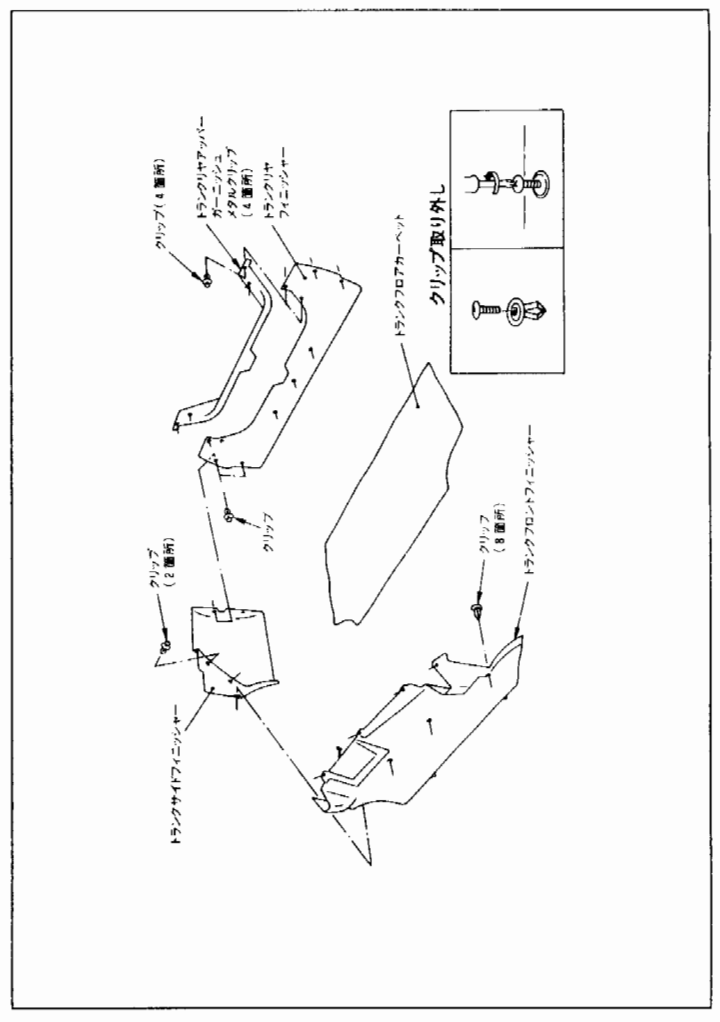 クリップ(4箇所)
トランクリヤアッパー
ガーニッシュ
メタルクリップ
(4箇所)
トランクリヤ
フィニッシャー
クリップ取り外し
トランクフロアカーペット
クリップ
クリップ
(2箇所)
トランクサイドフィニッシャー
クリップ
(8箇所)
トランクフロントフィニッシャー